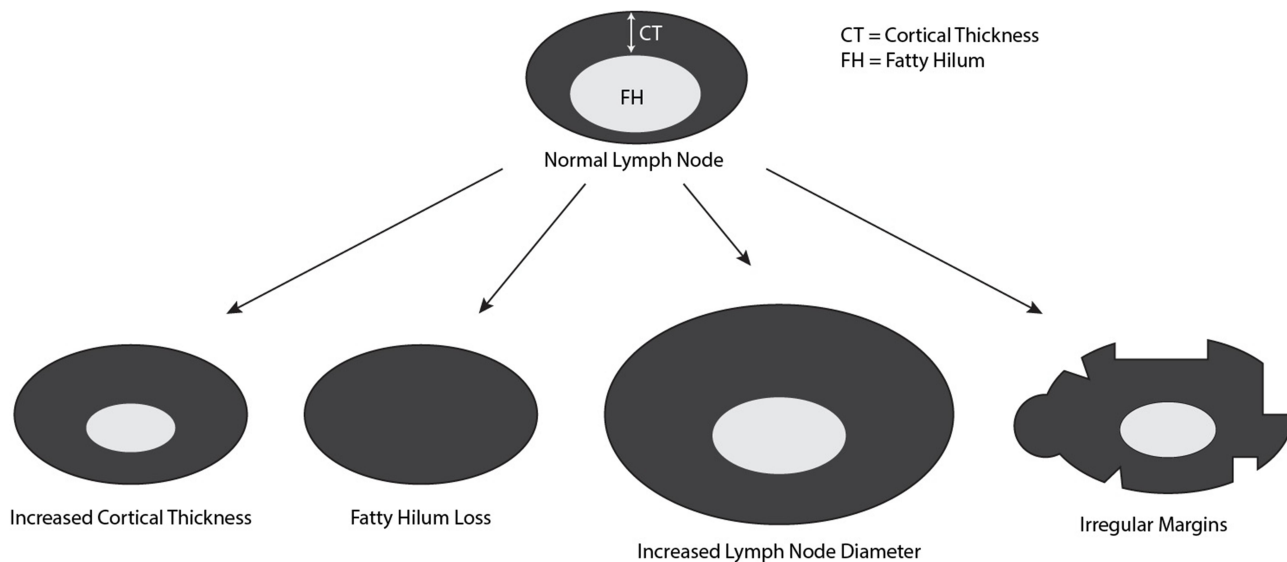 CT
CT = Cortical Thickness
FH = Fatty Hilum
FH
Normal Lymph Node
Increased Cortical Thickness
Fatty Hilum Loss
Increased Lymph Node Diameter
Irregular Margins